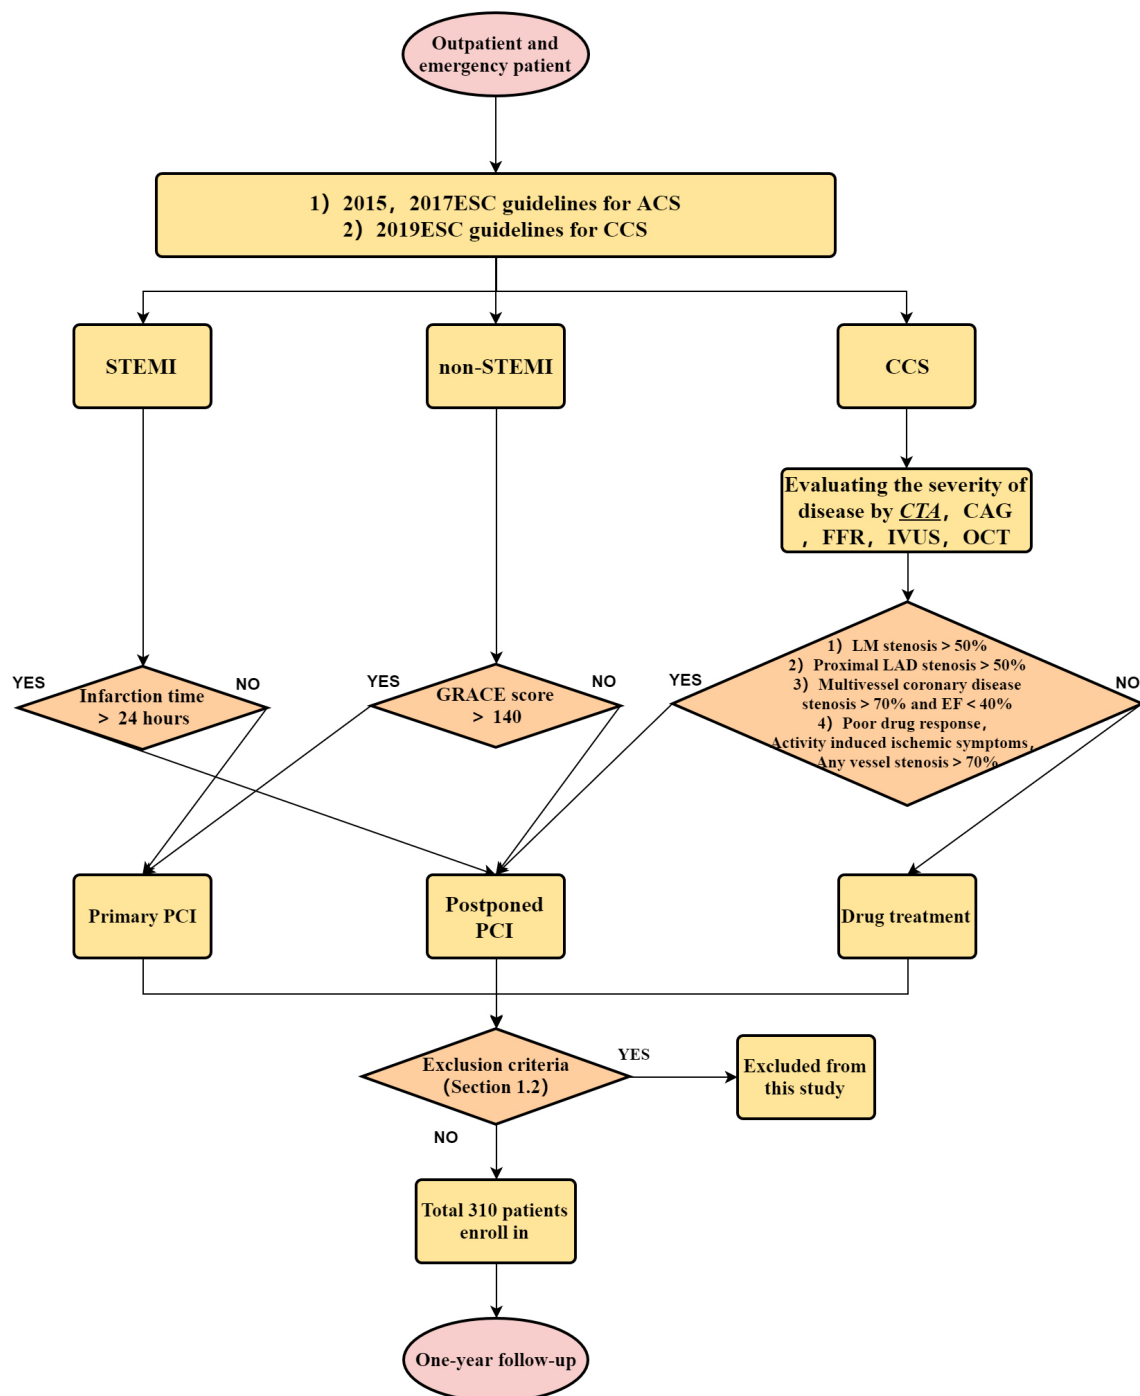 Outpatient and
emergency patient
1）2015，2017ESC guidelines for ACS
2）2019ESC guidelines for CCS
STEMI
non-STEMI
CCS
Evaluating the severity of
disease by CTA，CAG
，FFR，IVUS，OCT
YES
Infarction time
> 24 hours
NO
YES
GRACE score
> 140
NO
YES
1）LM stenosis > 50%
2）Proximal LAD stenosis > 50%
3）Multivessel coronary disease
stenosis > 70% and EF < 40%
4）Poor drug response，
Activity induced ischemic symptoms，
Any vessel stenosis > 70%
NO
Primary PCI
Postponed
PCI
Drug treatment
Exclusion criteria
（Section 1.2）
YES
Excluded from
this study
NO
Total 310 patients
enroll in
One-year follow-up